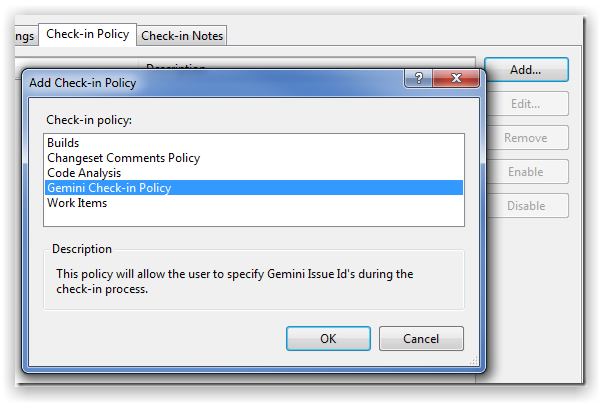 ngs
Check-in Policy
Check-in Notes
Description
Add...
Add Check-in Policy
?
Edit...
Check-in policy:
Remove
Builds
Changeset Comments Policy
Code Analysis
Enable
Gemini Check-in Policy
Work Items
Disable
Description
This policy will allow the user to specify Gemini Issue Id's during the
check-in process.
OK
Cancel